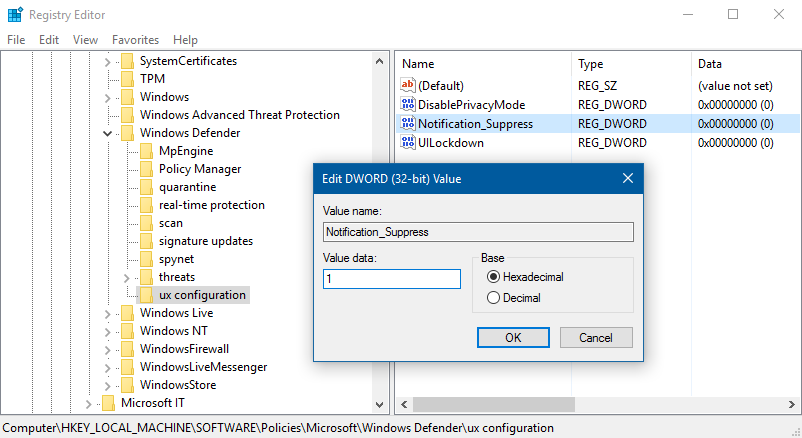 Registry Editor
File Edit View Favorites Help
SystemCertificates
TPM
Windows
Windows Advanced Threat Protection
Windows Defender
MpEngine
Policy Manager
quarantine
real-time protection
scan
signature updates
spynet
threats
ux configuration
Windows Live
Windows NT
WindowsFirewall
WindowsLiveMessenger
WindowsStore
Microsoft IT
Name Type Data
ab (Default) REG_SZ (value not set)
DisablePrivacyMode REG_DWORD 0x00000000 (0)
Notification_Suppress REG_DWORD 0x00000000 (0)
UILockdown REG_DWORD 0x00000000 (0)
Edit DWORD (32-bit) Value
Value name:
Notification_Suppress
Value data:
1
Base
Hexadecimal
Decimal
OK Cancel
Computer\HKEY_LOCAL_MACHINE\SOFTWARE\Policies\Microsoft\Windows Defender\ux configuration